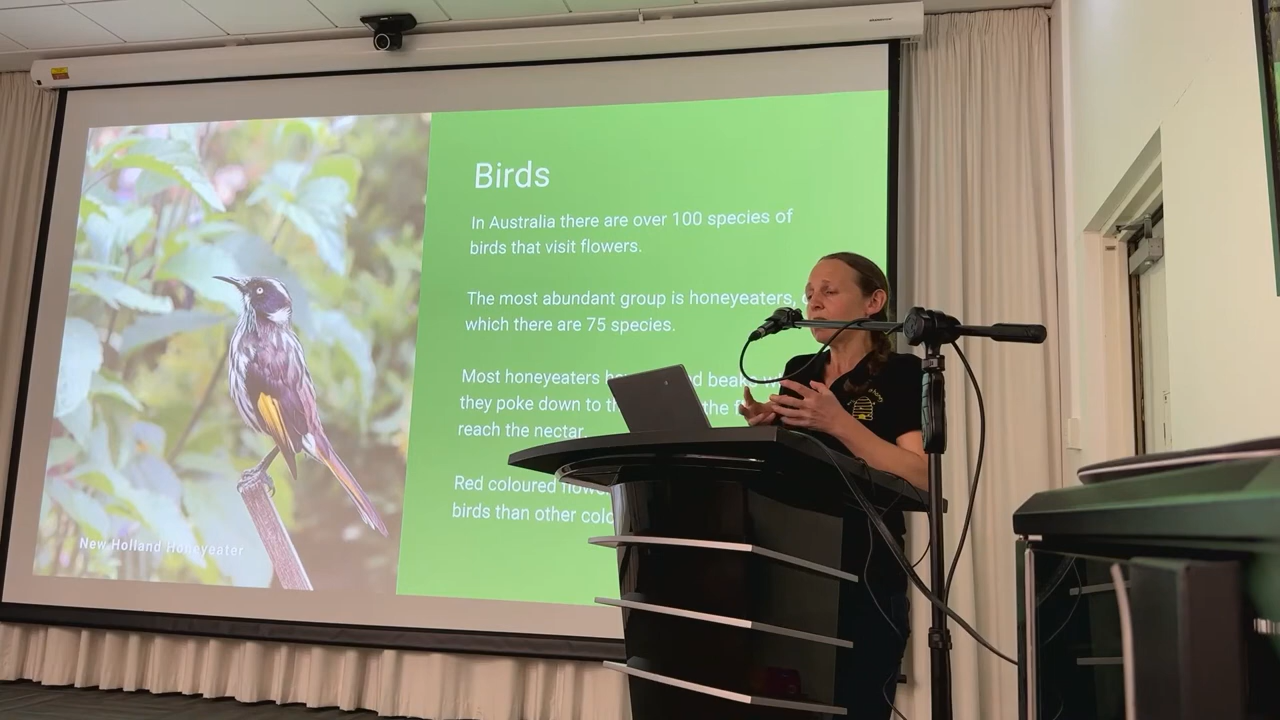 Birds
In Australia there are over 100 species of
birds that visit flowers.
The most abundant group is honeyeaters,
which there are 75 species.
Most honeyeaters beaks
they poke down to the
reach the nectar.
Red coloured
birds than other
New Holland Honeyeater